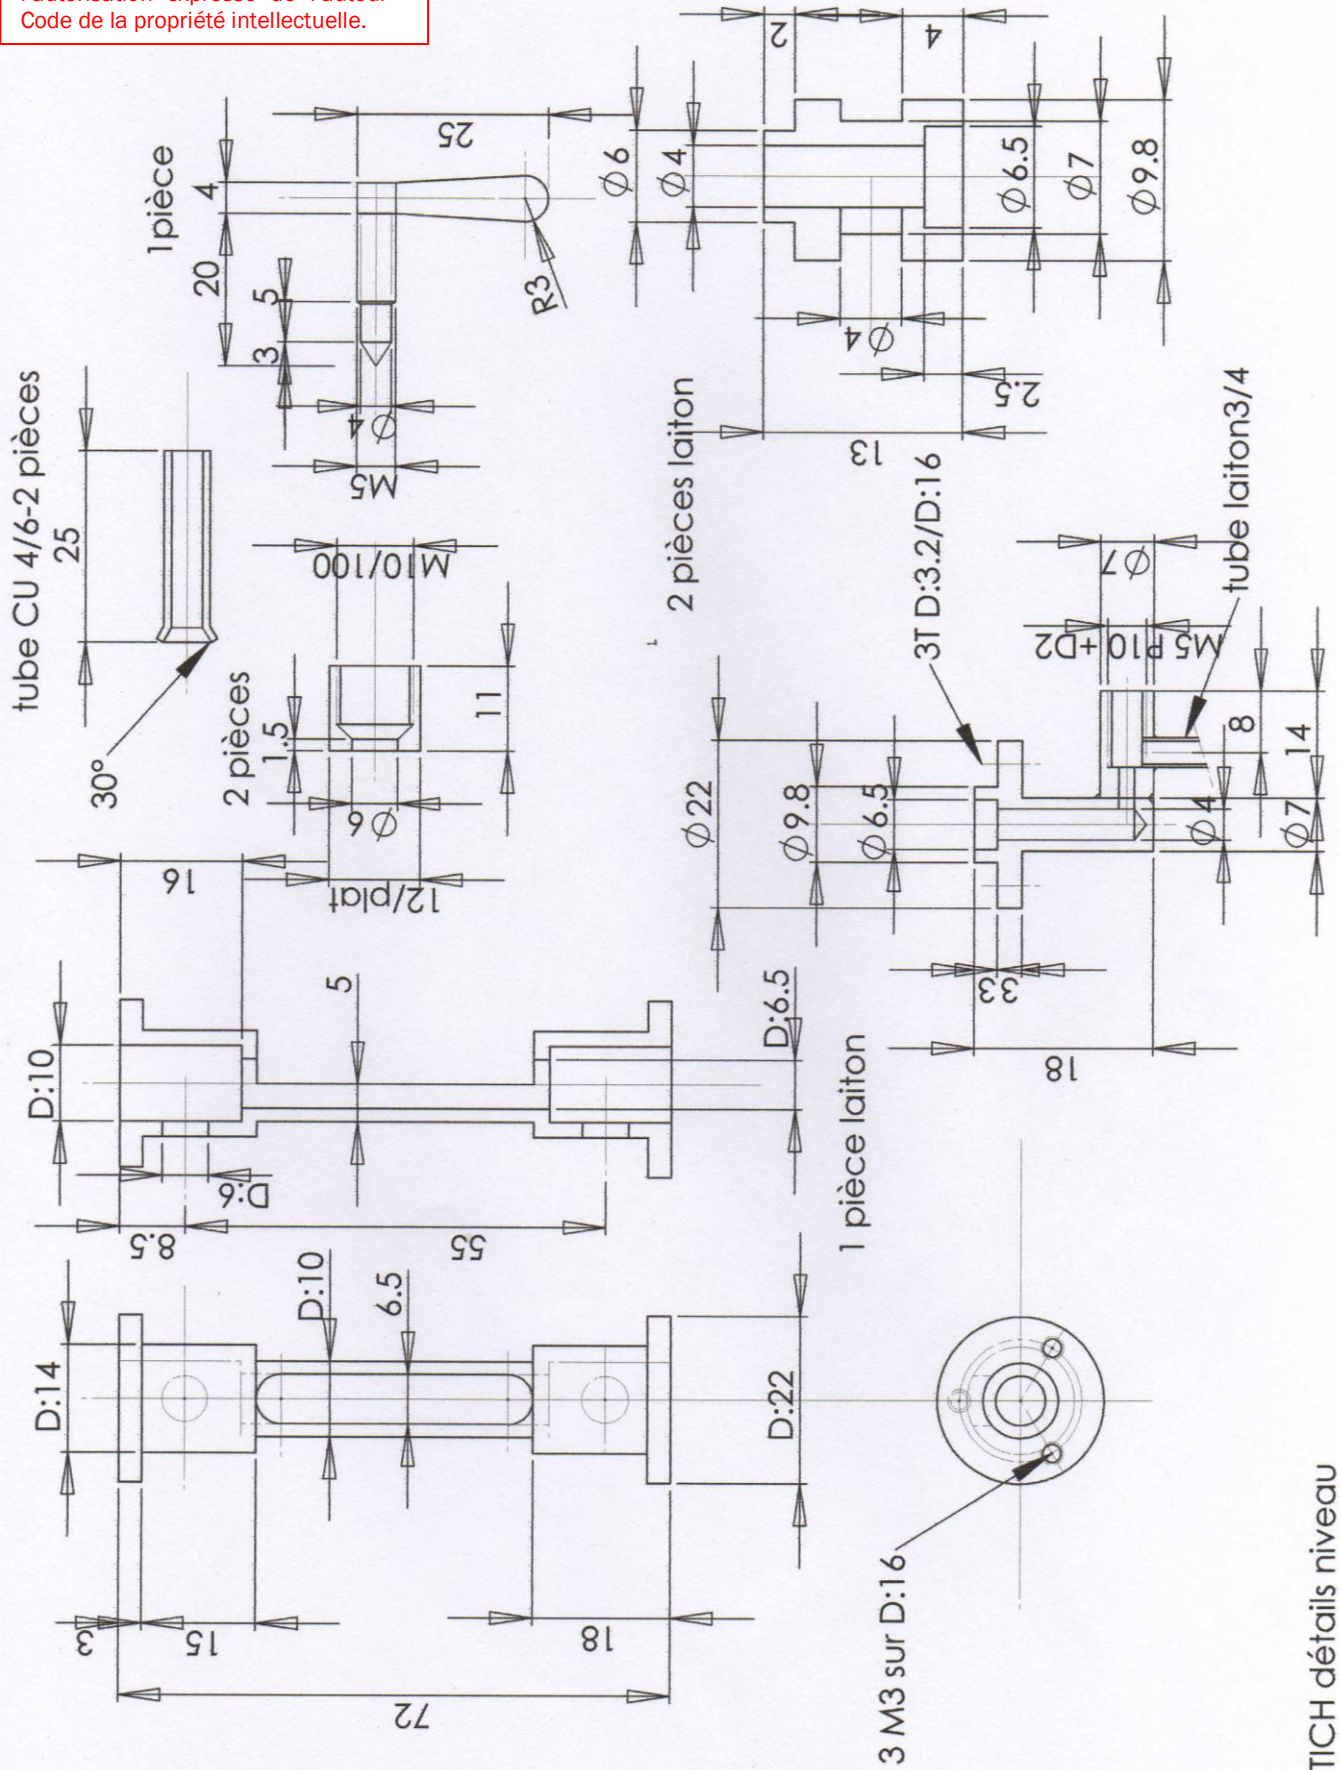 l'autorisation expresse de l'auteur
Code de la propriété intellectuelle.
tube CU 4/6-2 pièces
25
30°
1pièce
4
20
5
3
25
R3
Ø4
M5
2
4
Ø6
Ø4
Ø6.5
Ø7
Ø9.8
Ø4
2.5
13
2 pièces laiton
2 pièces
1.5
11
M10/100
Ø6
12/plat
16
D:10
5
D:6.5
D:6
8.5
55
D:14
D:10
6.5
D:22
3
15
18
72
3T D:3.2/D:16
Ø22
Ø9.8
Ø6.5
Ø7
M5 P10 +D2
tube laiton3/4
8
14
Ø4
Ø7
3
3
18
1 pièce laiton
3 M3 sur D:16
TICH détails niveau